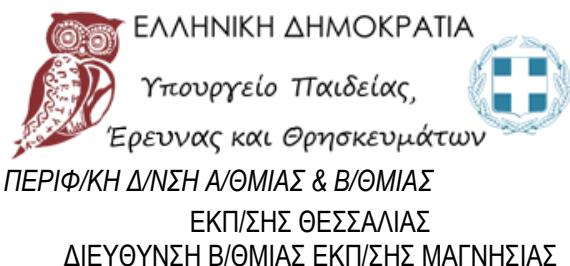 ΕΛΛΗΝΙΚΗ ΔΗΜΟΚΡΑΤΙΑ
Υπουργείο Παιδείας,
Έρευνας και Θρησκευμάτων
ΠΕΡΙΦ/ΚΗ Δ/ΝΣΗ Α/ΘΜΙΑΣ & Β/ΘΜΙΑΣ
ΕΚΠ/ΣΗΣ ΘΕΣΣΑΛΙΑΣ
ΔΙΕΥΘΥΝΣΗ Β/ΘΜΙΑΣ ΕΚΠ/ΣΗΣ ΜΑΓΝΗΣΙΑΣ